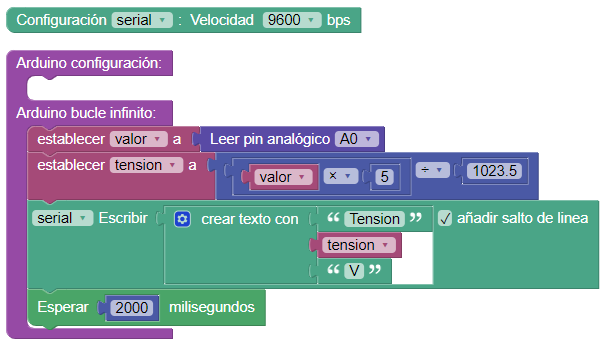 Configuración serial : Velocidad 9600 bps
Arduino configuración:
Arduino bucle infinito:
establecer valor a Leer pin analógico A0
establecer tension a valor × 5 ÷ 1023.5
serial Escribir crear texto con “ Tension ” añadir salto de linea
tension
“ V ”
Esperar 2000 milisegundos